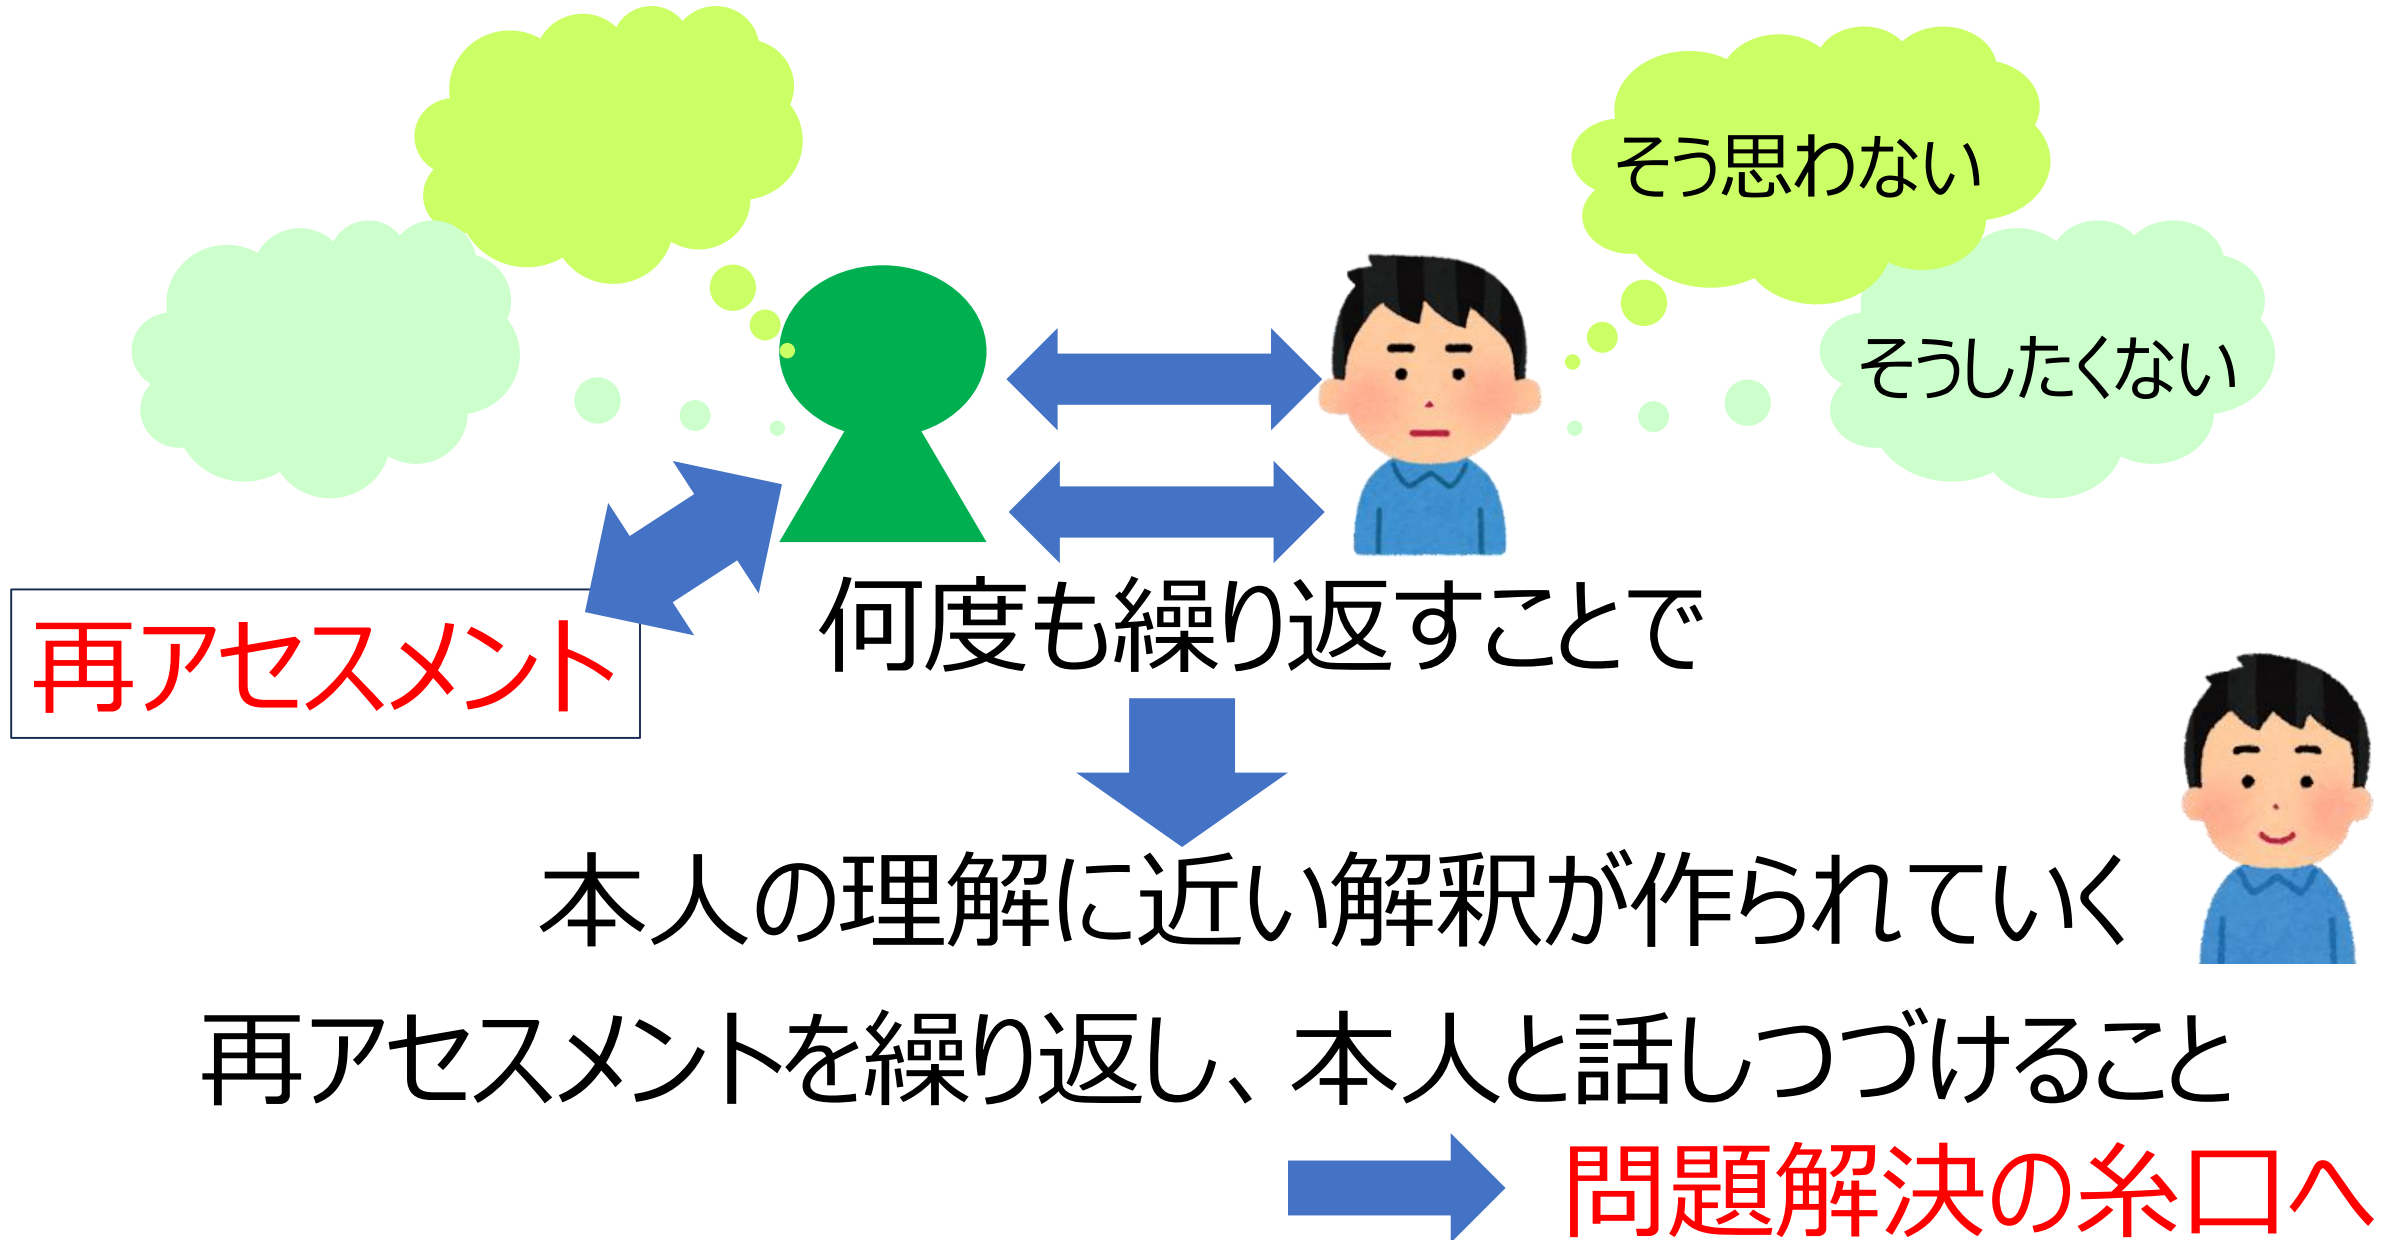 そう思わない
そうしたくない
何度も繰り返すことで
再アセスメント
本人の理解に近い解釈が作られていく
再アセスメントを繰り返し、本人と話しつづけること
問題解決の糸口へ